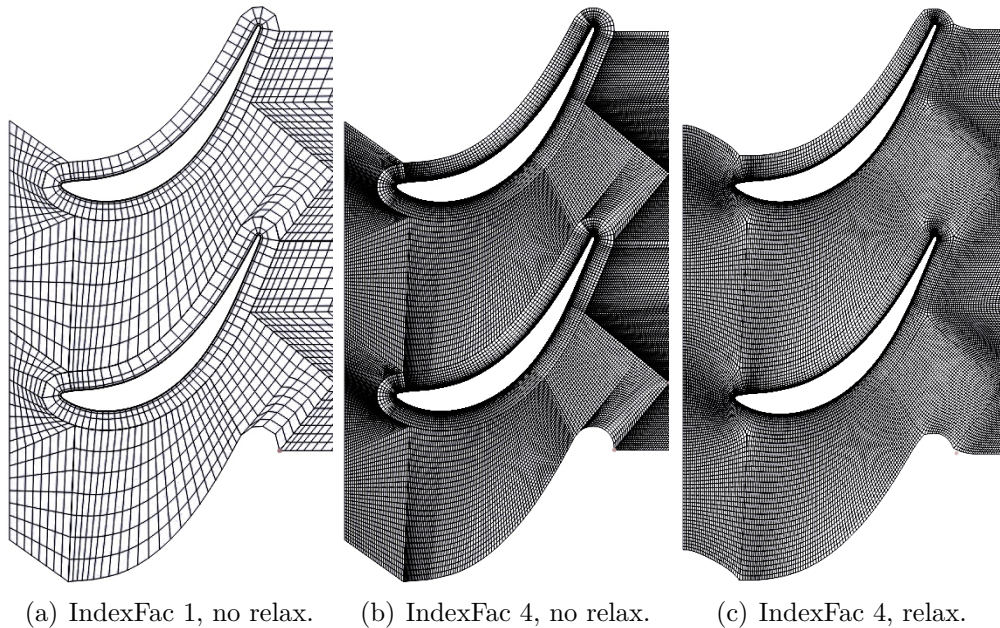 (a) IndexFac 1, no relax.
(b) IndexFac 4, no relax.
(c) IndexFac 4, relax.